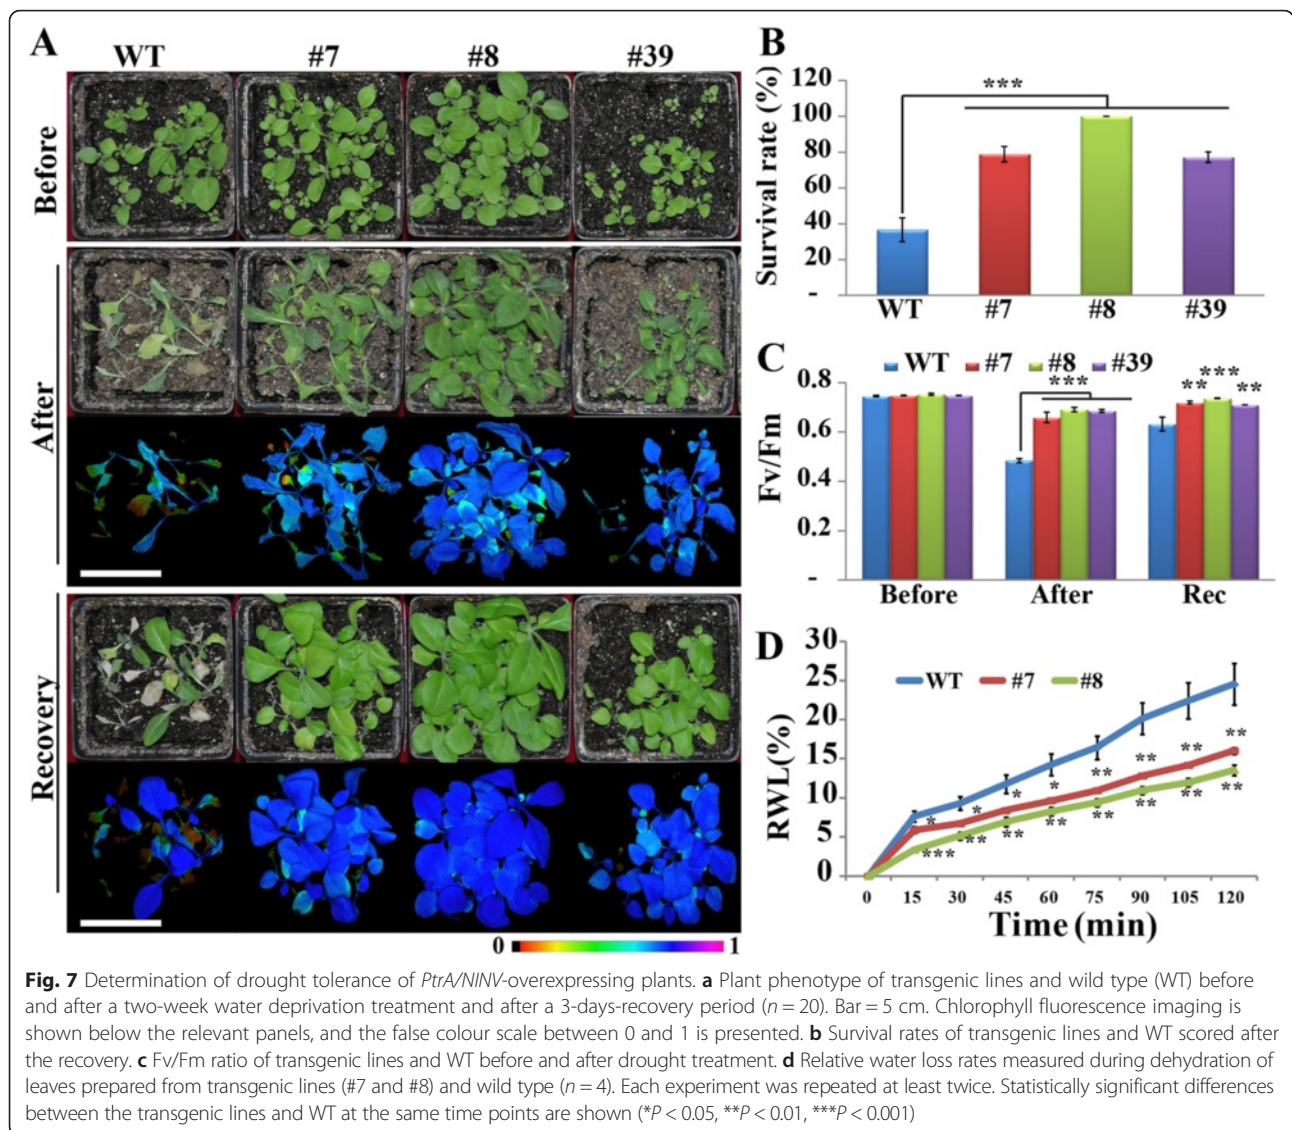 A
WT #7 #8 #39
Before
After
Recovery
0 1
B
Survival rate (%)
120
100
80
60
40
20
-
***
WT #7 #8 #39
C
WT #7 #8 #39
Fv/Fm
0.8
0.6
0.4
0.2
-
***
** *** **
Before After Rec
D
WT #7 #8
RWL(%)
30
25
20
15
10
5
0
* * * * ** ** ** **
*** ** ** ** ** ** ** **
0 15 30 45 60 75 90 105 120
Time (min)
Fig. 7 Determination of drought tolerance of PtrA/NINV-overexpressing plants. a Plant phenotype of transgenic lines and wild type (WT) before
and after a two-week water deprivation treatment and after a 3-days-recovery period (n = 20). Bar = 5 cm. Chlorophyll fluorescence imaging is
shown below the relevant panels, and the false colour scale between 0 and 1 is presented. b Survival rates of transgenic lines and WT scored after
the recovery. c Fv/Fm ratio of transgenic lines and WT before and after drought treatment. d Relative water loss rates measured during dehydration of
leaves prepared from transgenic lines (#7 and #8) and wild type (n = 4). Each experiment was repeated at least twice. Statistically significant differences
between the transgenic lines and WT at the same time points are shown (*P < 0.05, **P < 0.01, ***P < 0.001)